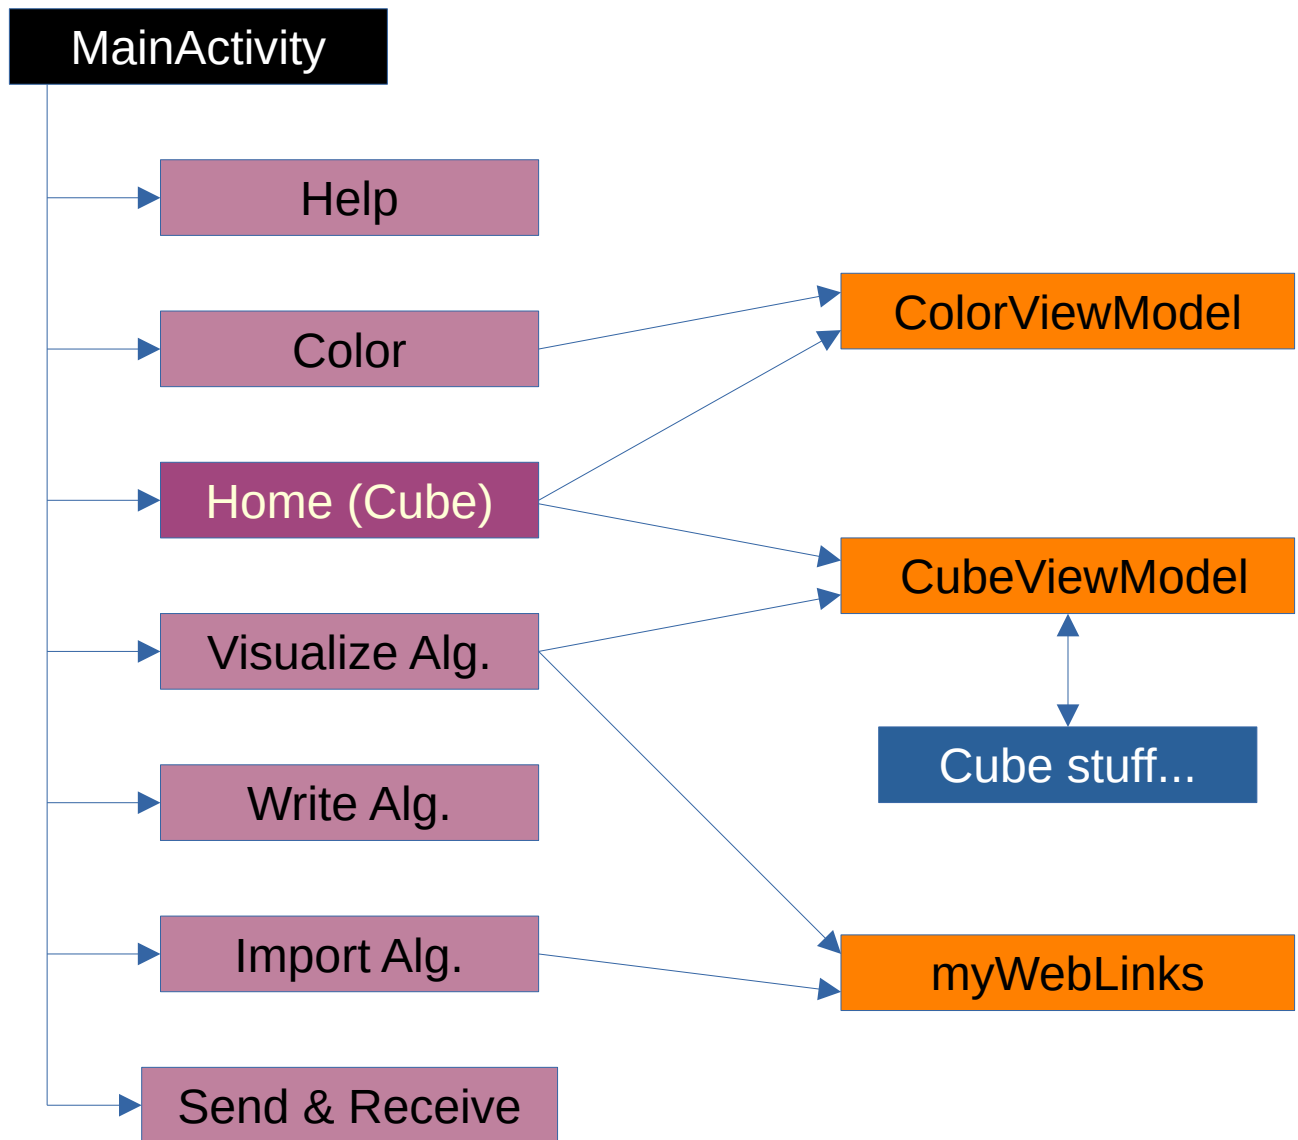 MainActivity
Help
Color
Home (Cube)
Visualize Alg.
Write Alg.
Import Alg.
Send & Receive
ColorViewModel
CubeViewModel
Cube stuff...
myWebLinks